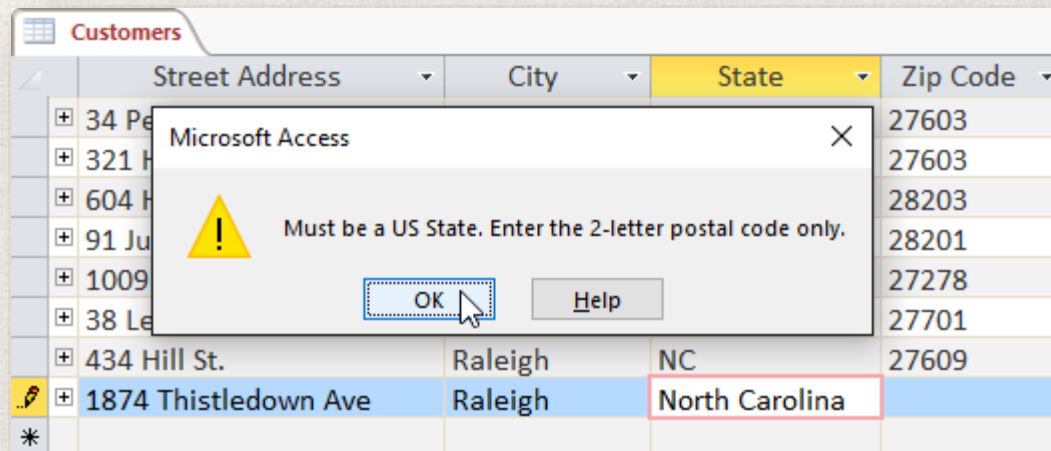 Customers
Street Address City State Zip Code
34 Pe 27603
Microsoft Access
321 H 27603
604 H 28203
Must be a US State. Enter the 2-letter postal code only.
91 Ju 28201
1009 27278
OK Help
38 Le 27701
434 Hill St. Raleigh NC 27609
1874 Thistledown Ave Raleigh North Carolina